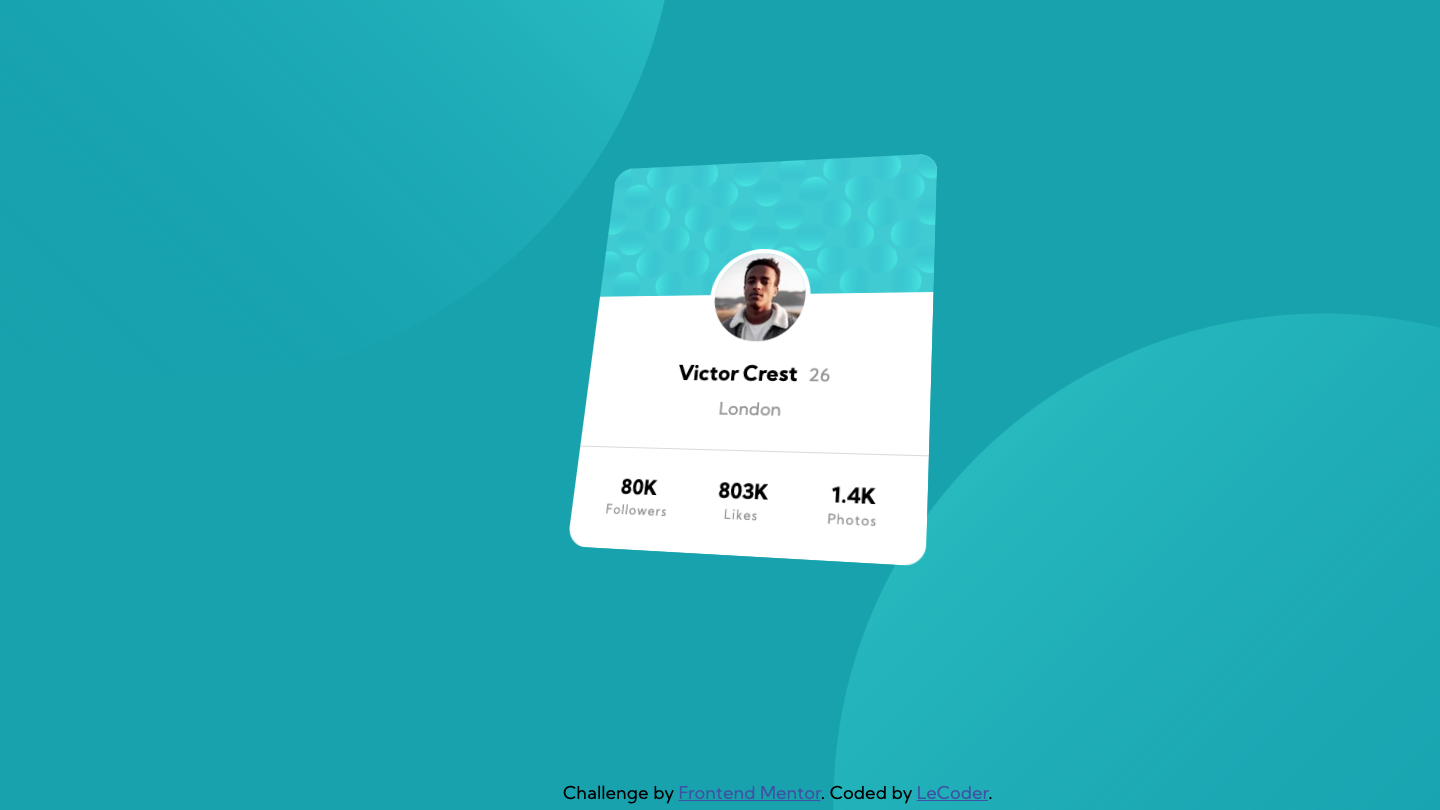 Victor Crest 26
London
80K 803K 1.4K
Followers Likes Photos
Challenge by Frontend Mentor. Coded by LeCoder.